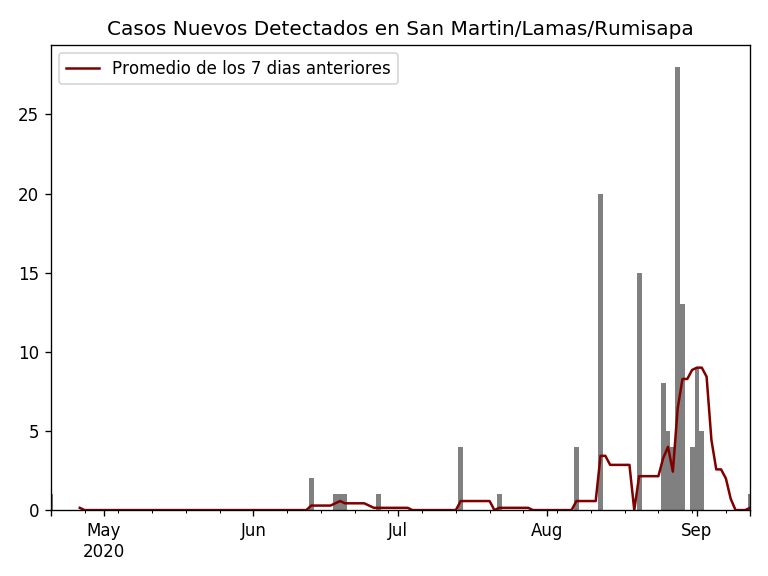 Casos Nuevos Detectados en San Martin/Lamas/Rumisapa
Promedio de los 7 dias anteriores
25
20
15
10
5
0
May Jun Jul Aug Sep
2020